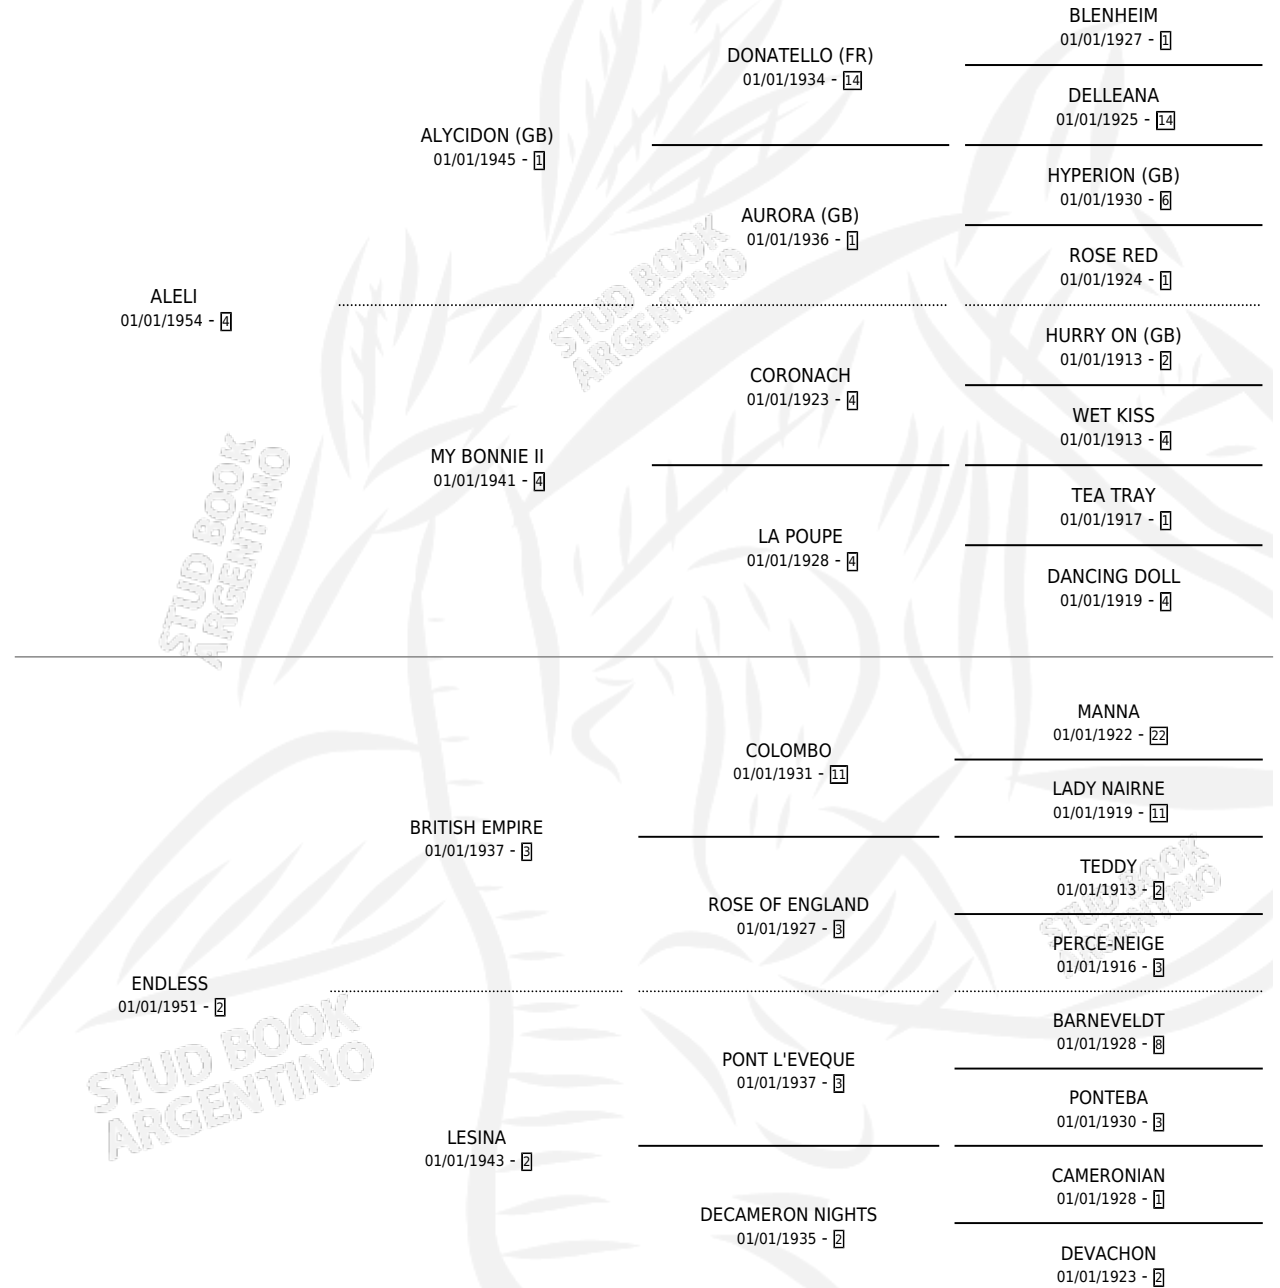 BLENHEIM
01/01/1927 - 1
DONATELLO (FR)
01/01/1934 - 14
DELLEANA
01/01/1925 - 14
ALYCIDON (GB)
01/01/1945 - 1
HYPERION (GB)
01/01/1930 - 6
AURORA (GB)
01/01/1936 - 1
ROSE RED
01/01/1924 - 1
ALELI
01/01/1954 - 4
HURRY ON (GB)
01/01/1913 - 2
CORONACH
01/01/1923 - 4
WET KISS
01/01/1913 - 4
MY BONNIE II
01/01/1941 - 4
TEA TRAY
01/01/1917 - 1
LA POUPE
01/01/1928 - 4
DANCING DOLL
01/01/1919 - 4
MANNA
01/01/1922 - 22
COLOMBO
01/01/1931 - 11
LADY NAIRNE
01/01/1919 - 11
BRITISH EMPIRE
01/01/1937 - 3
TEDDY
01/01/1913 - 2
ROSE OF ENGLAND
01/01/1927 - 3
PERCE-NEIGE
01/01/1916 - 3
ENDLESS
01/01/1951 - 2
BARNEVELDT
01/01/1928 - 8
PONT L'EVEQUE
01/01/1937 - 3
PONTEBA
01/01/1930 - 3
LESINA
01/01/1943 - 2
CAMERONIAN
01/01/1928 - 1
DECAMERON NIGHTS
01/01/1935 - 2
DEVACHON
01/01/1923 - 2
STUD BOOK
ARGENTINO
STUD BOOK
ARGENTINO
STUD BOOK
ARGENTINO
STUD BOOK
ARGENTINO